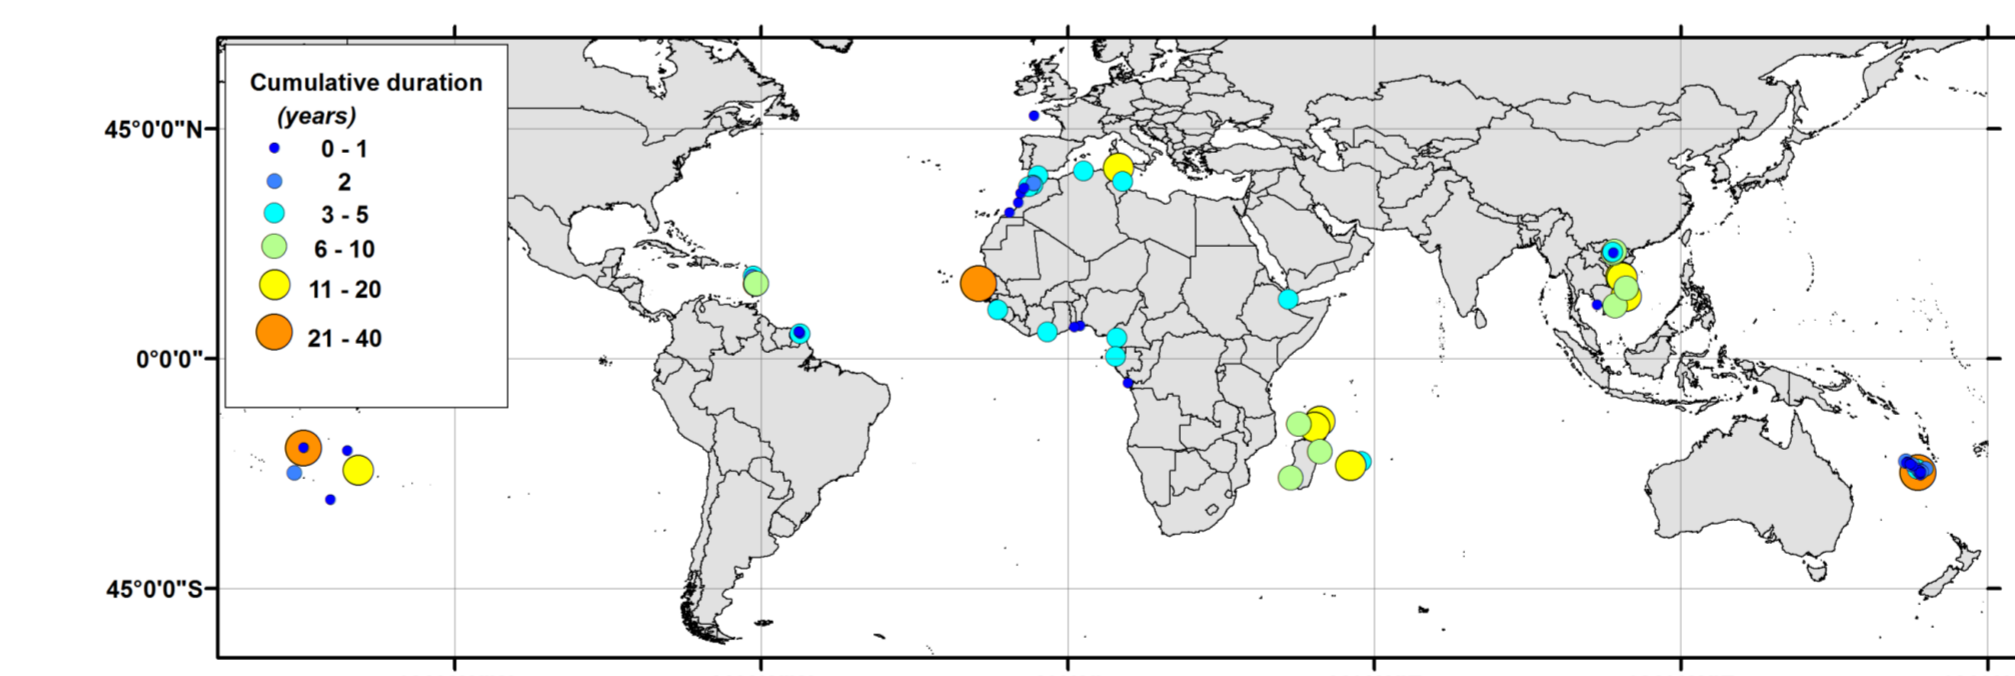 Cumulative duration
(years)
0 - 1
2
3 - 5
6 - 10
11 - 20
21 - 40
45°0'0"N
0°0'0"
45°0'0"S